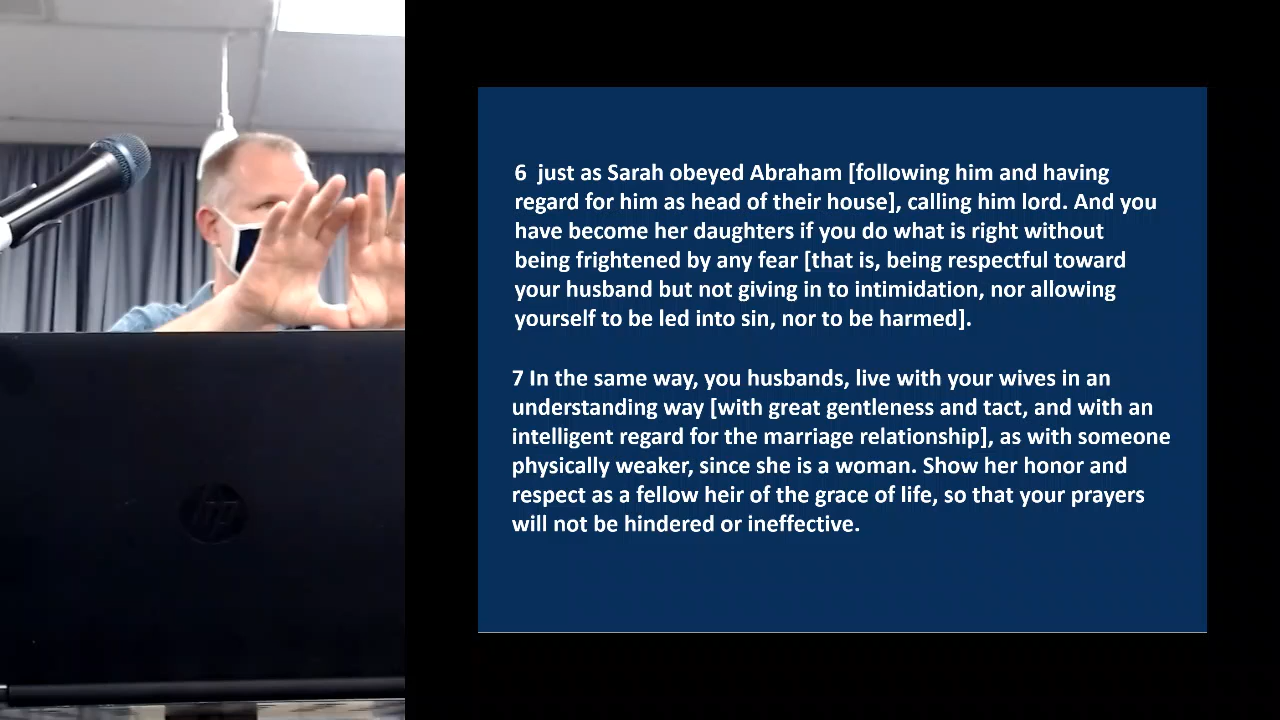 6 just as Sarah obeyed Abraham [following him and having
regard for him as head of their house], calling him lord. And you
have become her daughters if you do what is right without
being frightened by any fear [that is, being respectful toward
your husband but not giving in to intimidation, nor allowing
yourself to be led into sin, nor to be harmed].
7 In the same way, you husbands, live with your wives in an
understanding way [with great gentleness and tact, and with an
intelligent regard for the marriage relationship], as with someone
physically weaker, since she is a woman. Show her honor and
respect as a fellow heir of the grace of life, so that your prayers
will not be hindered or ineffective.
hp